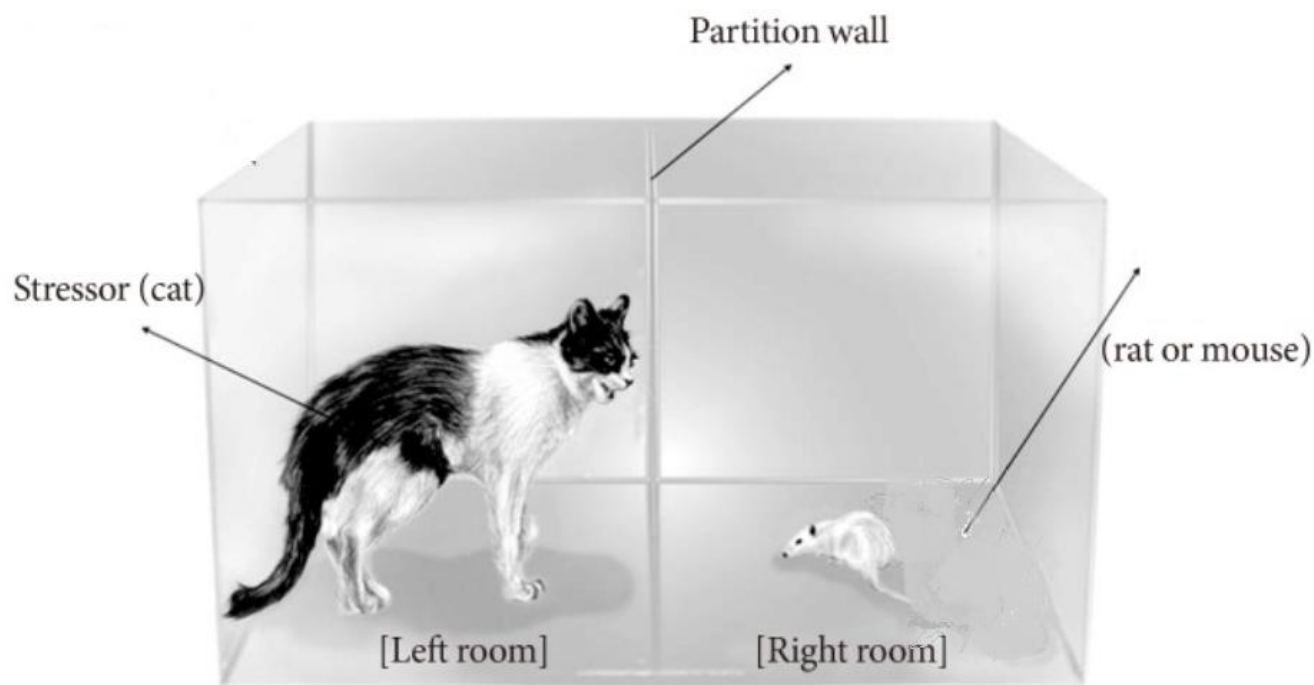 Partition wall
Stressor (cat)
(rat or mouse)
[Left room]
[Right room]